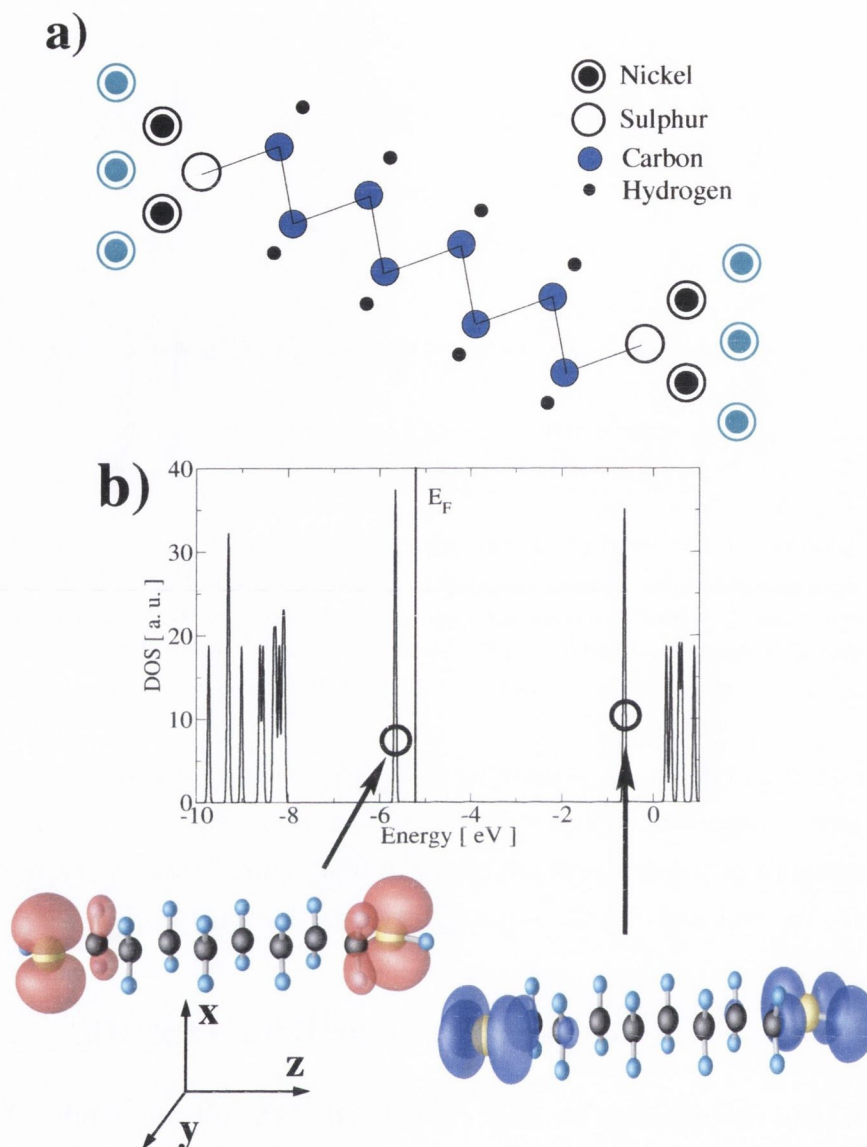 a)
Nickel
Sulphur
Carbon
Hydrogen
b)
40
30
20
10
0
DOS [ a. u. ]
E_F
-10
-8
-6
-4
-2
0
Energy [ eV ]
x
z
y